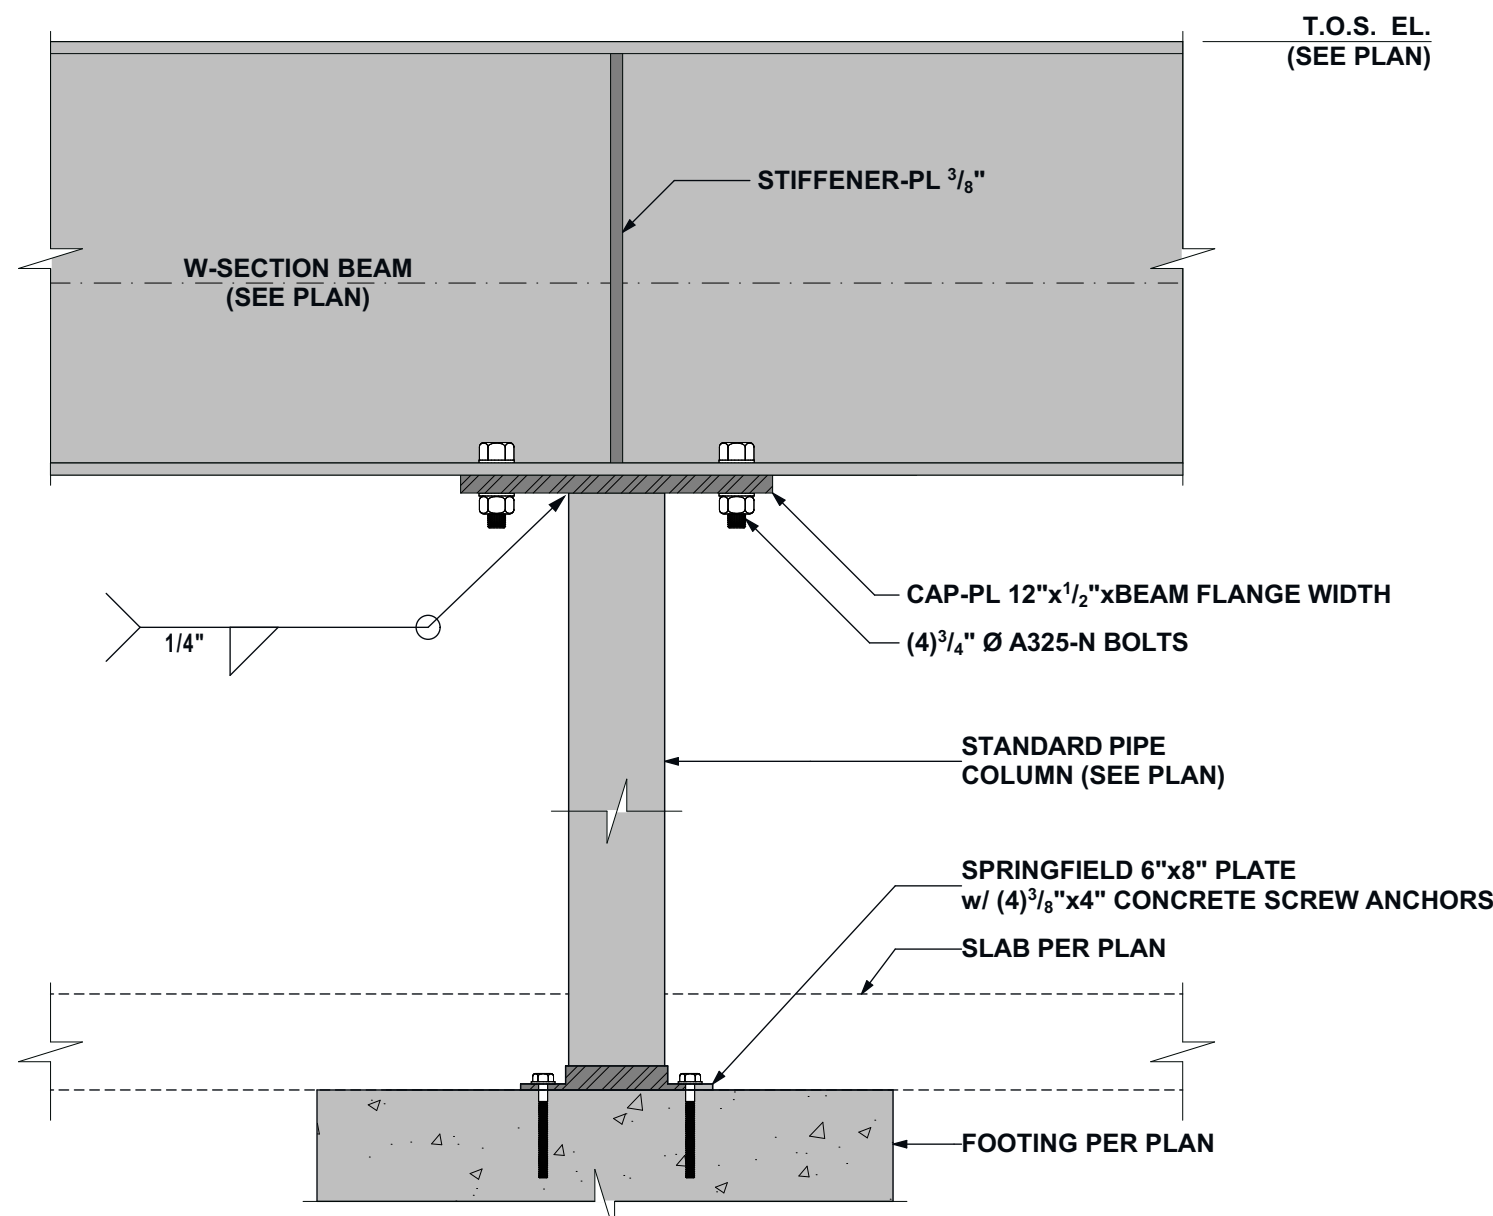 T.O.S. EL.
(SEE PLAN)
STIFFENER-PL 3/8"
W-SECTION BEAM
(SEE PLAN)
CAP-PL 12"x1/2"xBEAM FLANGE WIDTH
1/4"
(4)3/4" Ø A325-N BOLTS
STANDARD PIPE
COLUMN (SEE PLAN)
SPRINGFIELD 6"x8" PLATE
w/ (4)3/8"x4" CONCRETE SCREW ANCHORS
SLAB PER PLAN
FOOTING PER PLAN